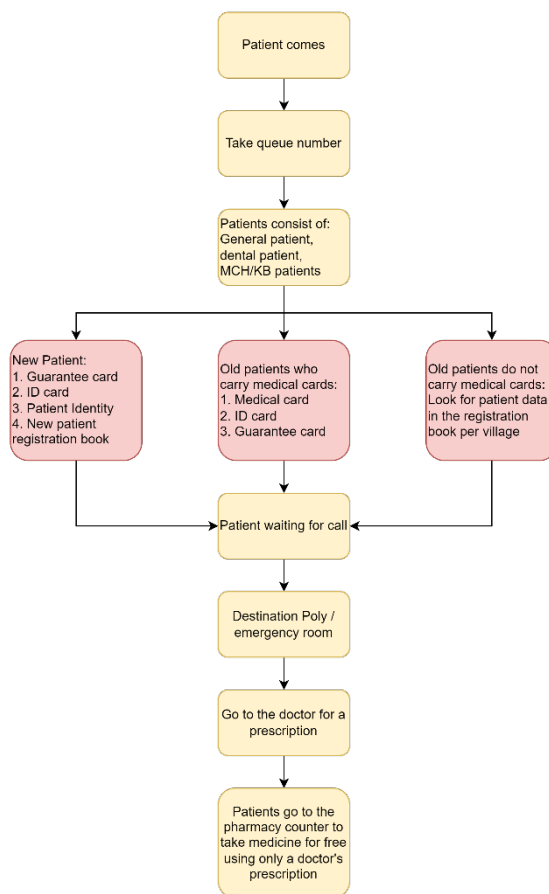 Patient comes
Take queue number
Patients consist of:
General patient,
dental patient,
MCH/KB patients
New Patient:
1. Guarantee card
2. ID card
3. Patient Identity
4. New patient
registration book
Old patients who
carry medical cards:
1. Medical card
2. ID card
3. Guarantee card
Old patients do not
carry medical cards:
Look for patient data
in the registration
book per village
Patient waiting for call
Destination Poly /
emergency room
Go to the doctor for a
prescription
Patients go to the
pharmacy counter to
take medicine for free
using only a doctor's
prescription